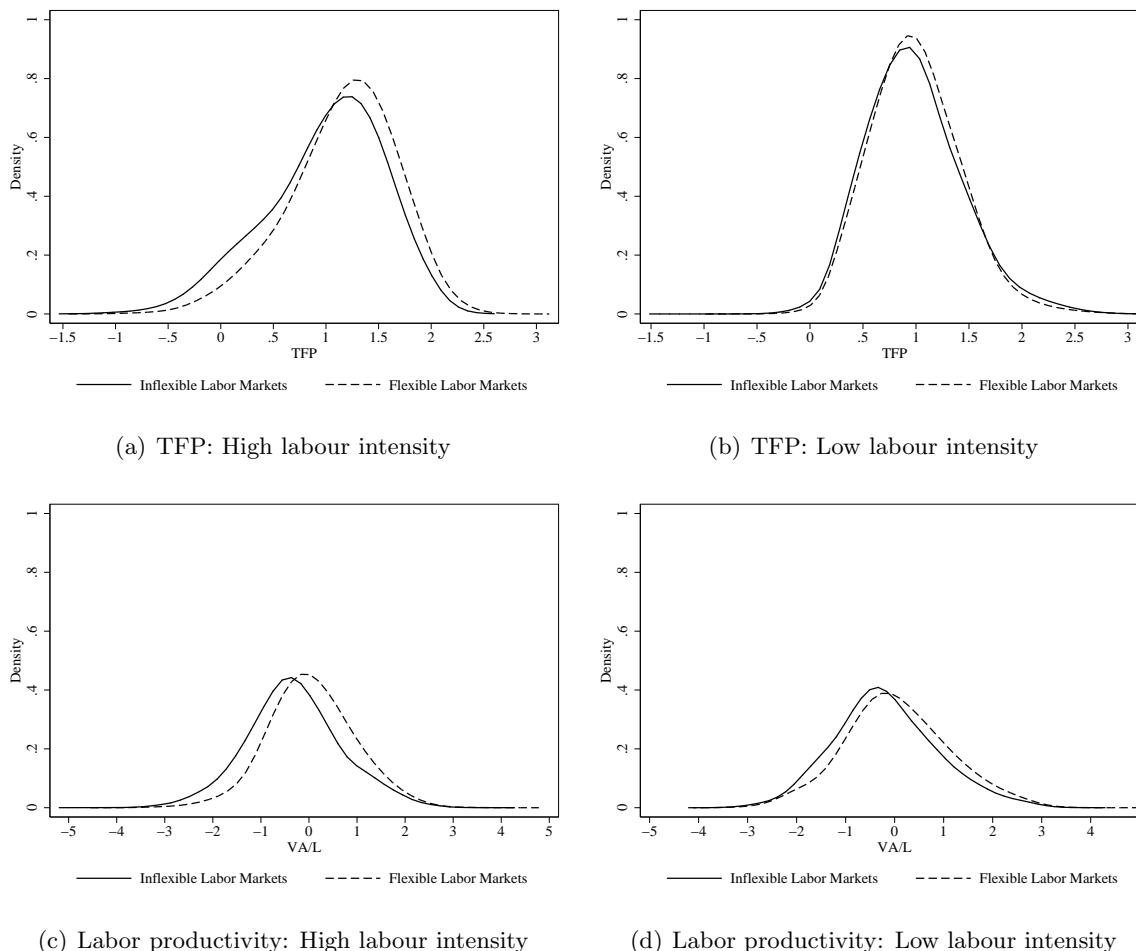 1
.8
.6
.4
.2
0
Density
−1.5 −1 −.5 0 .5 1 1.5 2 2.5 3
TFP
Inflexible Labor Markets Flexible Labor Markets
(a) TFP: High labour intensity
1
.8
.6
.4
.2
0
Density
−1.5 −1 −.5 0 .5 1 1.5 2 2.5 3
TFP
Inflexible Labor Markets Flexible Labor Markets
(b) TFP: Low labour intensity
1
.8
.6
.4
.2
0
Density
−5 −4 −3 −2 −1 0 1 2 3 4 5
VA/L
Inflexible Labor Markets Flexible Labor Markets
(c) Labor productivity: High labour intensity
1
.8
.6
.4
.2
0
Density
−5 −4 −3 −2 −1 0 1 2 3 4
VA/L
Inflexible Labor Markets Flexible Labor Markets
(d) Labor productivity: Low labour intensity